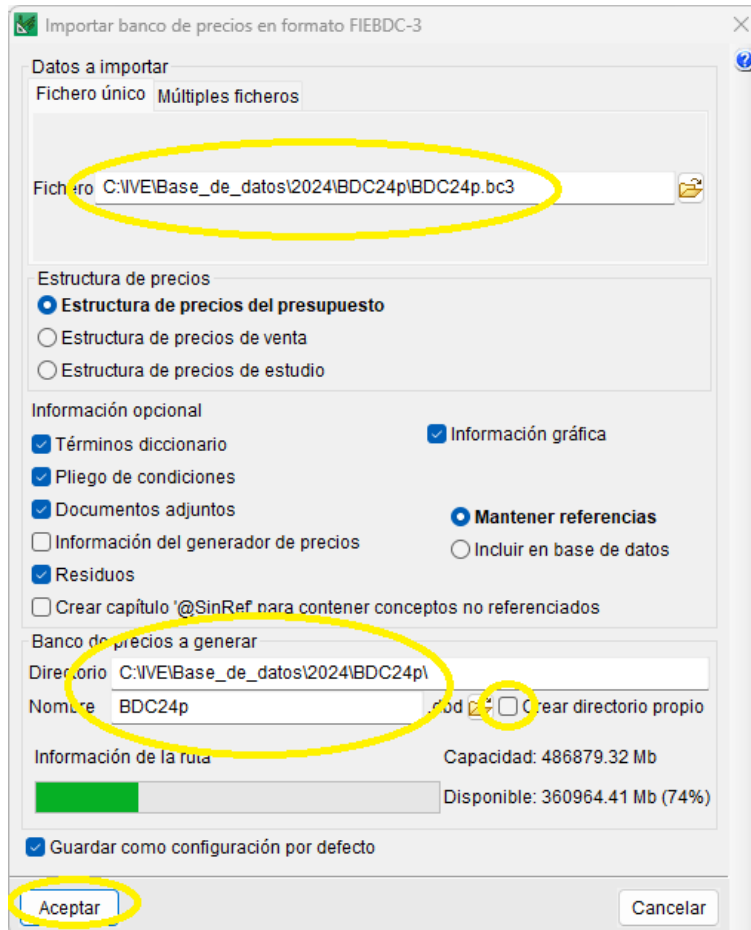 Importar banco de precios en formato FIEBDC-3
Datos a importar
Fichero único Múltiples ficheros
Fichero C:\IVE\Base_de_datos\2024\BDC24p\BDC24p.bc3
Estructura de precios
Estructura de precios del presupuesto
Estructura de precios de venta
Estructura de precios de estudio
Información opcional
Términos diccionario
Información gráfica
Pliego de condiciones
Documentos adjuntos
Mantener referencias
Información del generador de precios
Incluir en base de datos
Residuos
Crear capítulo '@SinRef' para contener conceptos no referenciados
Banco de precios a generar
Directorio C:\IVE\Base_de_datos\2024\BDC24p\
Nombre BDC24p .dbd Crear directorio propio
Información de la ruta Capacidad: 486879.32 Mb
Disponible: 360964.41 Mb (74%)
Guardar como configuración por defecto
Aceptar Cancelar